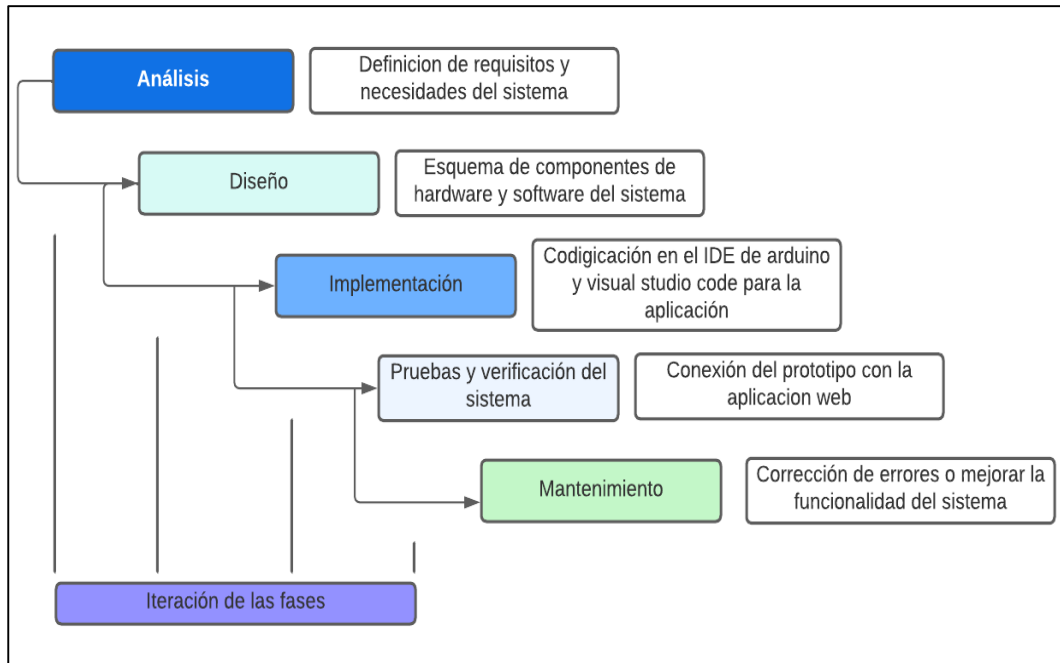 Análisis
Definicion de requisitos y
necesidades del sistema
Diseño
Esquema de componentes de
hardware y software del sistema
Implementación
Codigicación en el IDE de arduino
y visual studio code para la
aplicación
Pruebas y verificación del
sistema
Conexión del prototipo con la
aplicacion web
Mantenimiento
Corrección de errores o mejorar la
funcionalidad del sistema
Iteración de las fases